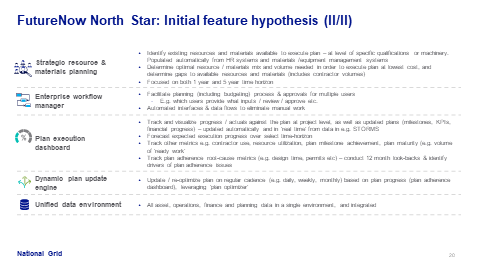 FutureNow North Star: Initial feature hypothesis (II/II)
Strategic resource &
materials planning
• Identify existing resources and materials available to execute plan – at level of specific qualifications or machinery.
Populated automatically from HR systems and materials /equipment management systems
• Determine optimal resource / materials mix and volume needed in order to execute plan at lowest cost, and
determine gaps to available resources and materials (includes contractor volumes)
• Focused on both 1 year and 5 year time horizon
Enterprise workflow
manager
• Facilitate planning (including budgeting) process & approvals for multiple users
– E.g. which users provide what inputs / review / approve etc.
• Automated interfaces & data flows to eliminate manual work
Plan execution
dashboard
• Track and visualize progress / actuals against the plan at project level, as well as updated plans (milestones, KPIs,
financial progress) – updated automatically and in 'real time' from data in e.g. STORMS
• Forecast expected execution progress over select time-horizon
• Track other metrics e.g. contractor use, resource utilization, plan milestone achievement, plan maturity (e.g. volume
of 'ready work'
• Track plan adherence root-cause metrics (e.g. design time, permits etc) – conduct 12 month look-backs & identify
drivers of plan adherence issues
Dynamic plan update
engine
• Update / re-optimize plan on regular cadence (e.g. daily, weekly, monthly) based on plan progress (plan adherence
dashboard), leveraging 'plan optimizer'
Unified data environment
• All asset, operations, finance and planning data in a single environment, and integrated
National Grid
20